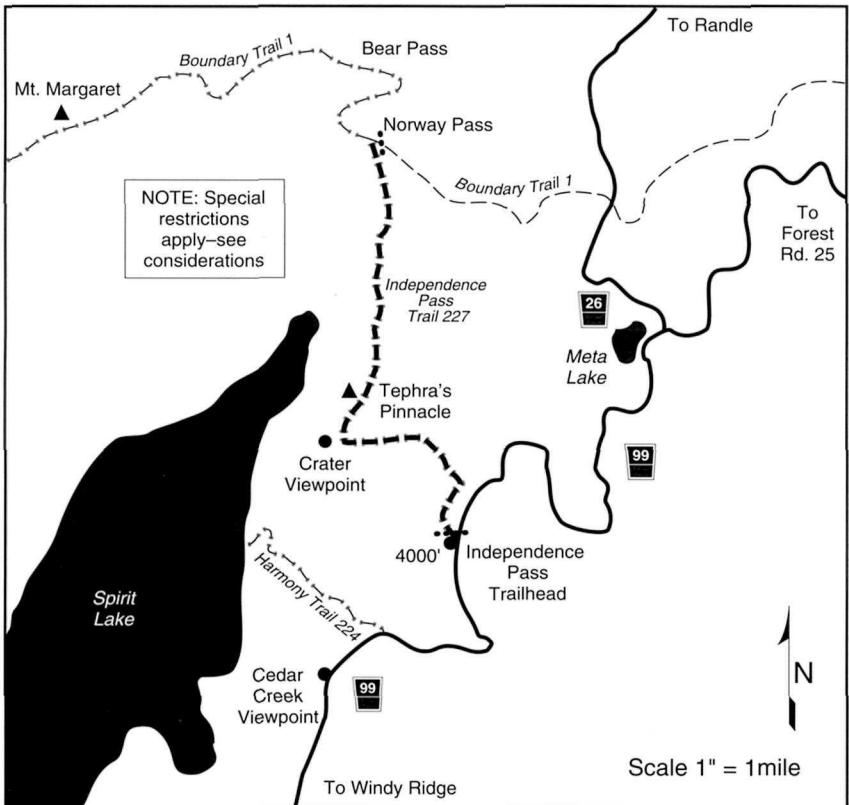 To Randle
Boundary Trail 1
Bear Pass
Mt. Margaret
Norway Pass
Boundary Trail 1
NOTE: Special
restrictions
apply–see
considerations
To
Forest
Rd. 25
Independence
Pass
Trail 227
26
Meta
Lake
Tephra's
Pinnacle
Crater
Viewpoint
99
4000'
Independence
Pass
Trailhead
Harmony Trail 224
Spirit
Lake
Cedar
Creek
Viewpoint
99
N
To Windy Ridge
Scale 1" = 1mile